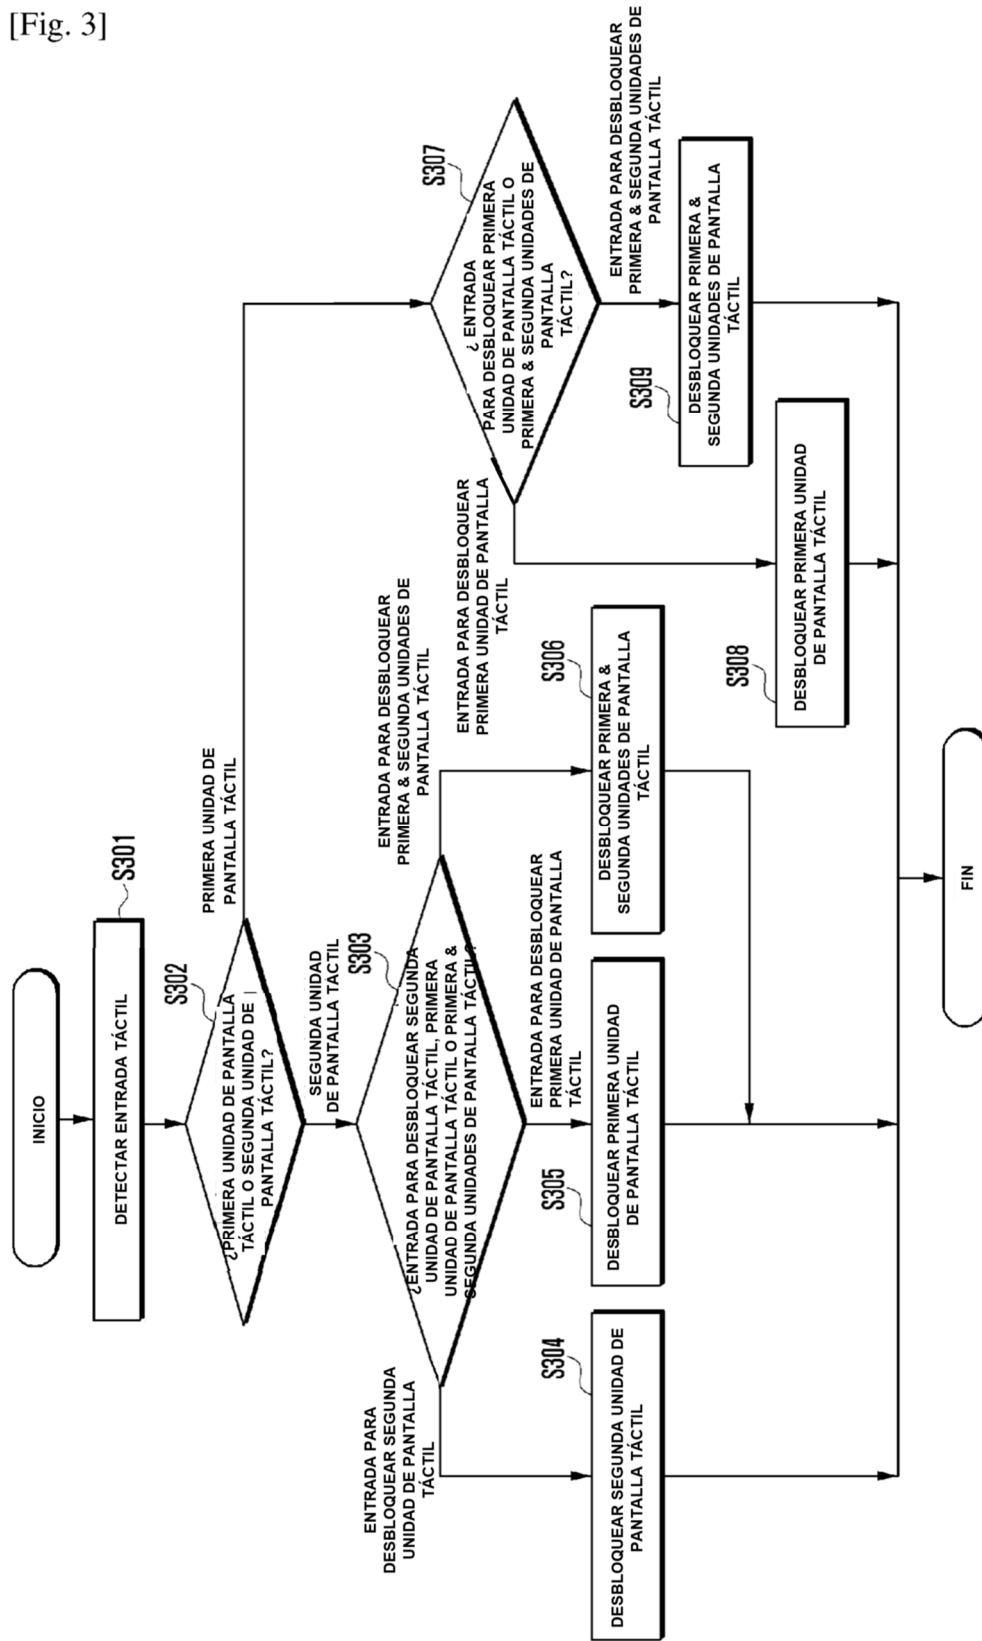 [Fig. 3]
INICIO
DETECTAR ENTRADA TÁCTIL
S301
S302
¿PRIMERA UNIDAD DE PANTALLA
TÁCTIL O SEGUNDA UNIDAD DE
PANTALLA TÁCTIL?
PRIMERA UNIDAD DE
PANTALLA TÁCTIL
SEGUNDA UNIDAD
DE PANTALLA TÁCTIL
S303
¿ENTRADA PARA DESBLOQUEAR SEGUNDA
UNIDAD DE PANTALLA TÁCTIL, PRIMERA
UNIDAD DE PANTALLA TÁCTIL O PRIMERA &
SEGUNDA UNIDADES DE PANTALLA TÁCTIL?
ENTRADA PARA
DESBLOQUEAR SEGUNDA
UNIDAD DE PANTALLA
TÁCTIL
ENTRADA PARA DESBLOQUEAR
PRIMERA UNIDAD DE PANTALLA
TÁCTIL
ENTRADA PARA DESBLOQUEAR
PRIMERA & SEGUNDA UNIDADES DE
PANTALLA TÁCTIL
S304
DESBLOQUEAR SEGUNDA UNIDAD DE
PANTALLA TÁCTIL
S305
DESBLOQUEAR PRIMERA UNIDAD
DE PANTALLA TÁCTIL
S306
DESBLOQUEAR PRIMERA &
SEGUNDA UNIDADES DE PANTALLA
TÁCTIL
S307
¿ ENTRADA
PARA DESBLOQUEAR PRIMERA
UNIDAD DE PANTALLA TÁCTIL O
PRIMERA & SEGUNDA UNIDADES DE
PANTALLA
TÁCTIL?
ENTRADA PARA DESBLOQUEAR
PRIMERA UNIDAD DE PANTALLA
TÁCTIL
ENTRADA PARA DESBLOQUEAR
PRIMERA & SEGUNDA UNIDADES DE
PANTALLA TÁCTIL
S308
DESBLOQUEAR PRIMERA UNIDAD
DE PANTALLA TÁCTIL
S309
DESBLOQUEAR PRIMERA &
SEGUNDA UNIDADES DE PANTALLA
TÁCTIL
FIN